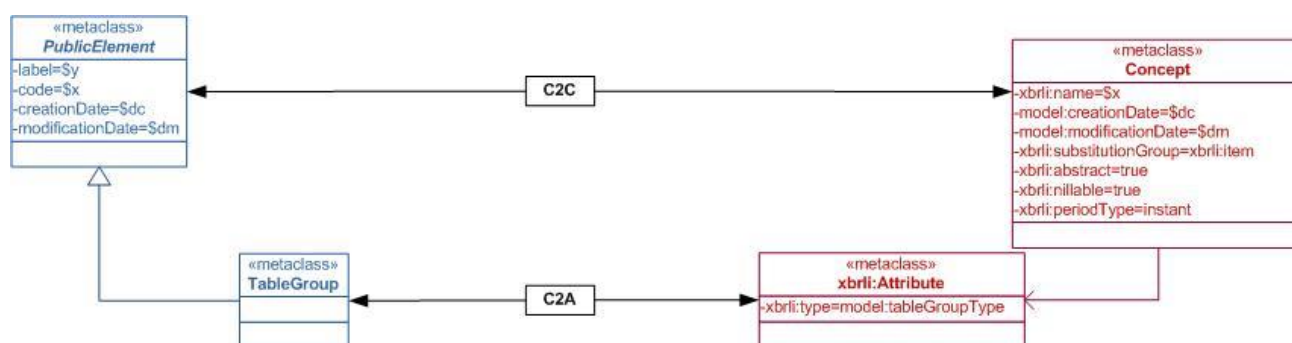 «metaclass»
PublicElement
-label=$y
-code=$x
-creationDate=$dc
-modificationDate=$dm
C2C
«metaclass»
Concept
-xbrli:name=$x
-model:creationDate=$dc
-model:modificationDate=$dm
-xbrli:substitutionGroup=xbrli:item
-xbrli:abstract=true
-xbrli:nillable=true
-xbrli:periodType=instant
«metaclass»
TableGroup
C2A
«metaclass»
xbrli:Attribute
-xbrli:type=model:tableGroupType